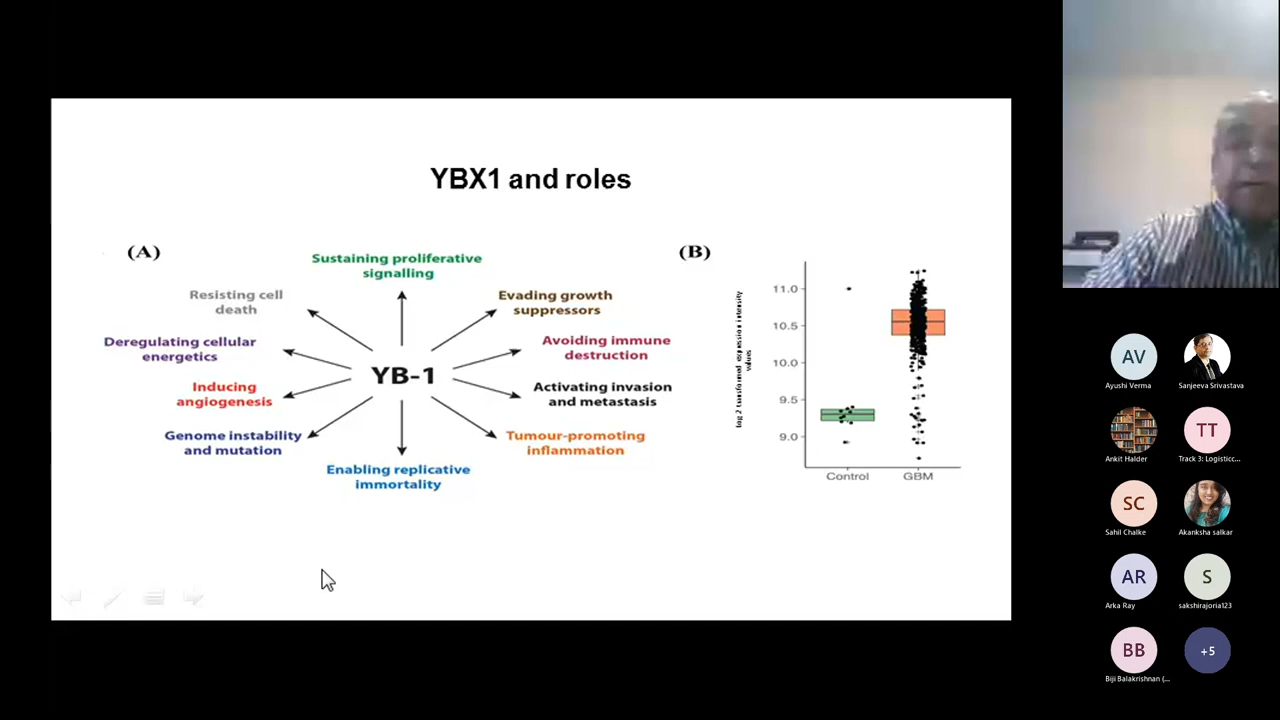 YBX1 and roles
(A)
Sustaining proliferative
signalling
Resisting cell
death
Evading growth
suppressors
Deregulating cellular
energetics
Avoiding immune
destruction
YB-1
Inducing
angiogenesis
Activating invasion
and metastasis
Genome instability
and mutation
Tumour-promoting
inflammation
Enabling replicative
immortality
(B)
Log 2 transformed expression intensity
values
11.0
10.5
10.0
9.5
9.0
Control
GBM
AV
Ayushi Verma
Sanjeeva Srivastava
Ankit Halder
TT
Track 3: Logisticc...
SC
Sahil Chalke
Akanksha salkar
AR
Arka Ray
S
sakshirajoria123
BB
Biji Balakrishnan (...
+5